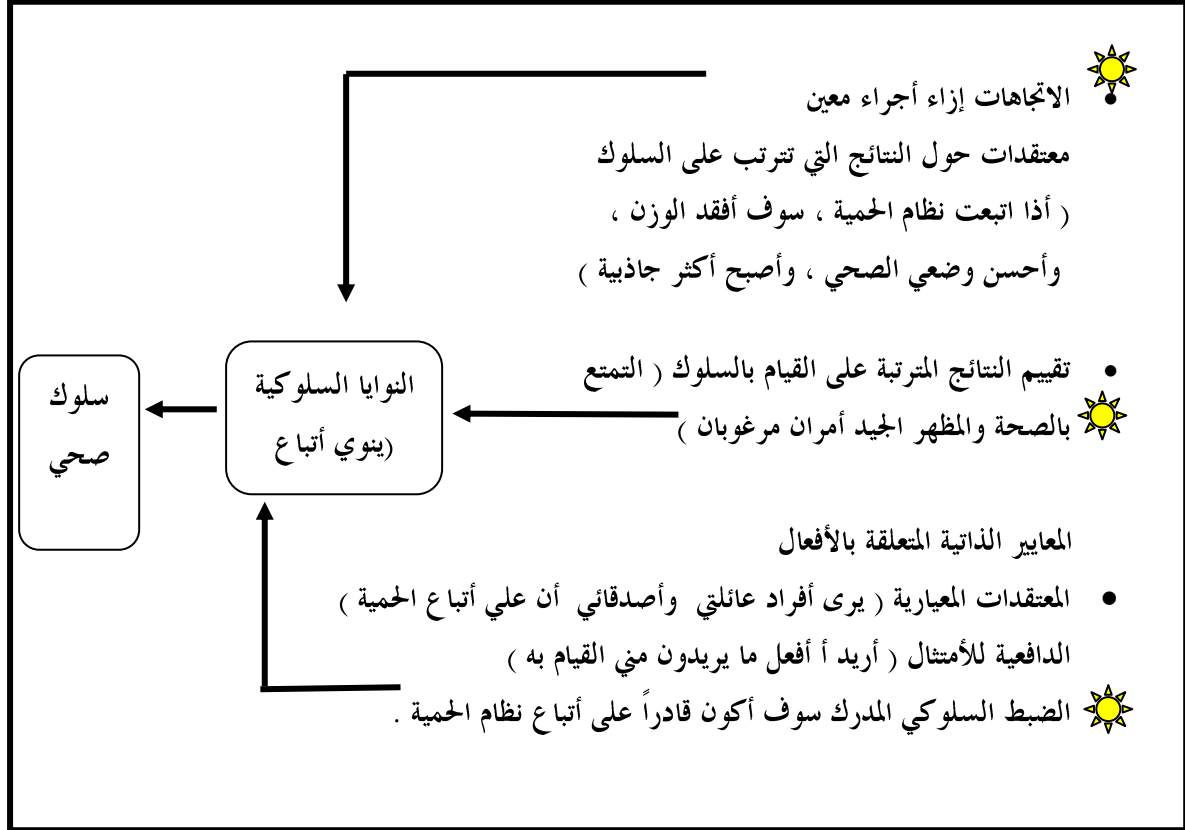 الاتجاهات إزاء أجراء معين
معتقدات حول النتائج التي تترتب على السلوك
( أذا اتبعت نظام الحمية ، سوف أفقد الوزن ،
وأحسن وضعي الصحي ، وأصبح أكثر جاذبية )
تقييم النتائج المترتبة على القيام بالسلوك ( التمتع
بالصحة والمظهر الجيد أمران مرغوبان )
النوايا السلوكية
(ينوي أتباع
سلوك
صحي
المعايير الذاتية المتعلقة بالأفعال
المعتقدات المعيارية ( يرى أفراد عائلتي وأصدقائي أن علي أتباع الحمية )
الدافعية للأمتثال ( أريد أ أفعل ما يريدون مني القيام به )
الضبط السلوكي المدرك سوف أكون قادراً على أتباع نظام الحمية .